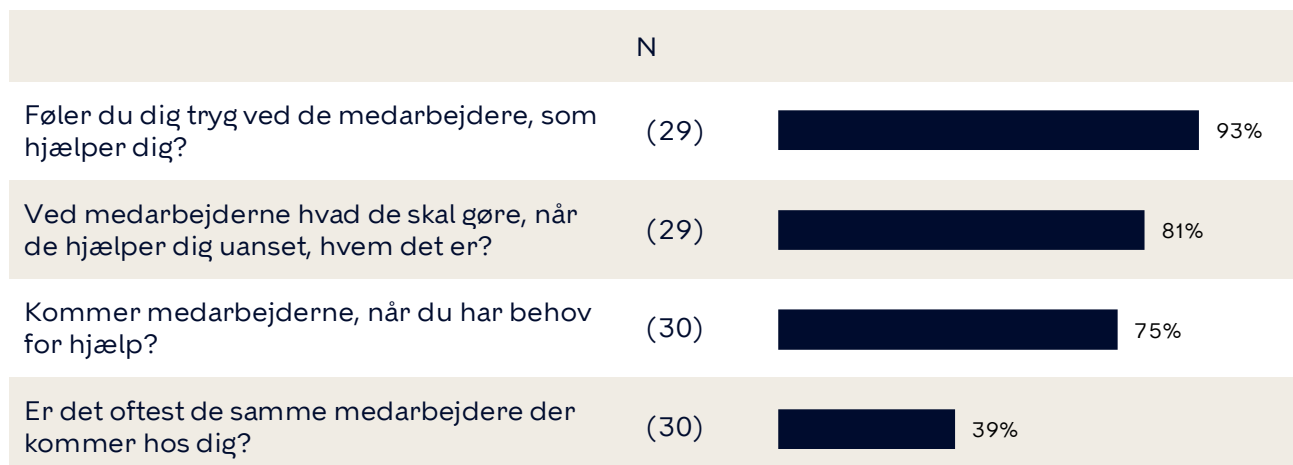 N
Føler du dig tryg ved de medarbejdere, som
hjælper dig?
(29)
93%
Ved medarbejderne hvad de skal gøre, når
de hjælper dig uanset, hvem det er?
(29)
81%
Kommer medarbejderne, når du har behov
for hjælp?
(30)
75%
Er det oftest de samme medarbejdere der
kommer hos dig?
(30)
39%